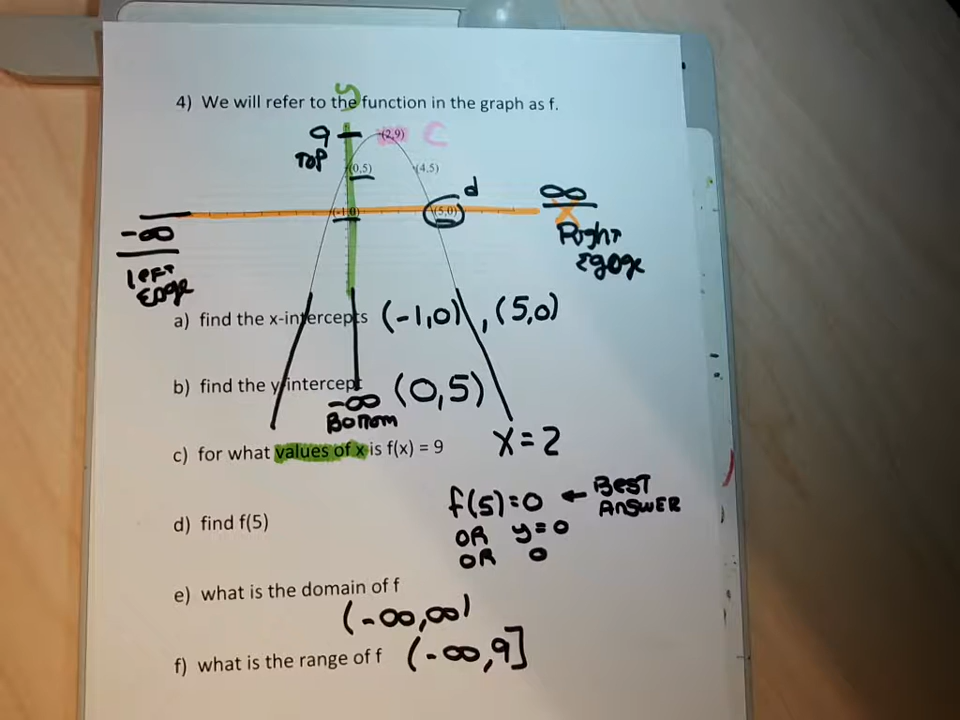 4) We will refer to the function in the graph as f.
y
9
TOP
(2,9) C
(0,5)
(4,5)
d
(-1,0)
(5,0)
∞
x
Right
Edge
-∞
left
Edge
a) find the x-intercepts (-1,0), (5,0)
b) find the y-intercept (0,5)
-∞
Bottom
c) for what values of x is f(x) = 9 X=2
f(5)=0 ← BEST ANSWER
d) find f(5)
OR y=0
OR 0
e) what is the domain of f
(-∞,∞)
f) what is the range of f (-∞,9]